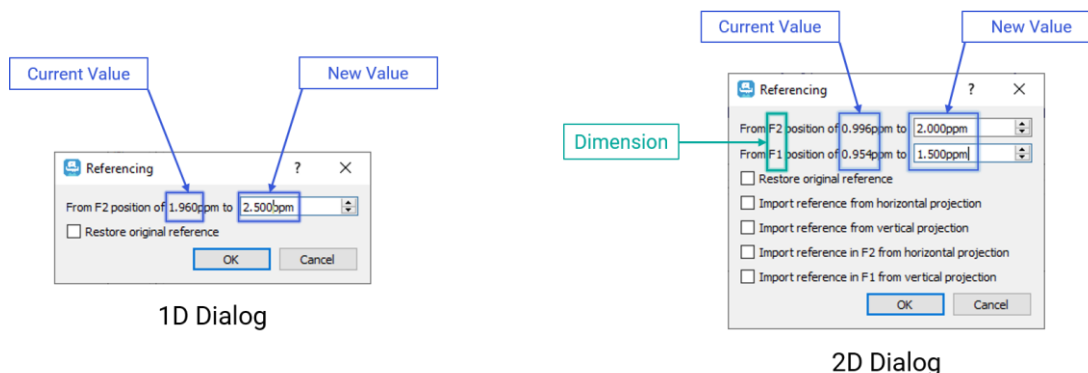 Current Value
New Value
Referencing ? ×
From F2 position of 1.960ppm to 2.500ppm
Restore original reference
OK Cancel
1D Dialog
Current Value
New Value
Dimension
Referencing ? ×
From F2 position of 0.996ppm to 2.000ppm
From F1 position of 0.954ppm to 1.500ppm
Restore original reference
Import reference from horizontal projection
Import reference from vertical projection
Import reference in F2 from horizontal projection
Import reference in F1 from vertical projection
OK Cancel
2D Dialog